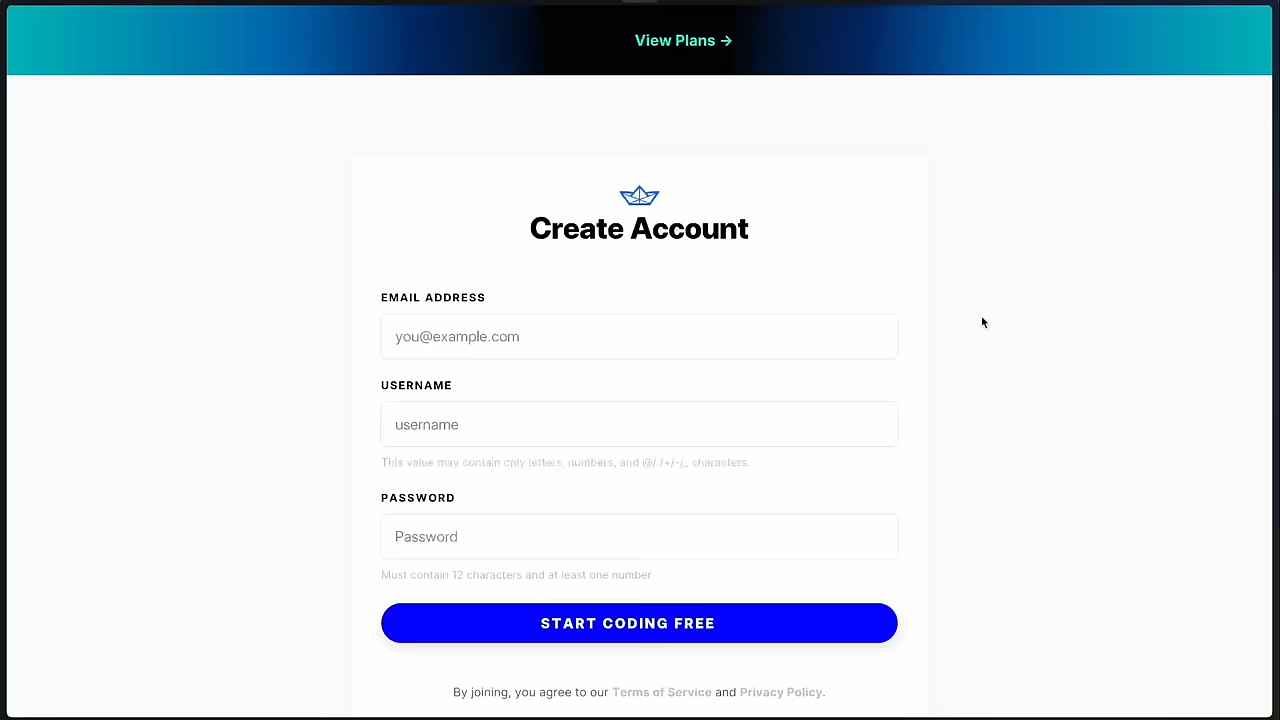 View Plans →
Create Account
EMAIL ADDRESS
you@example.com
USERNAME
username
This value may contain only letters, numbers, and @/./+/-/_ characters.
PASSWORD
Password
Must contain 12 characters and at least one number
START CODING FREE
By joining, you agree to our Terms of Service and Privacy Policy.